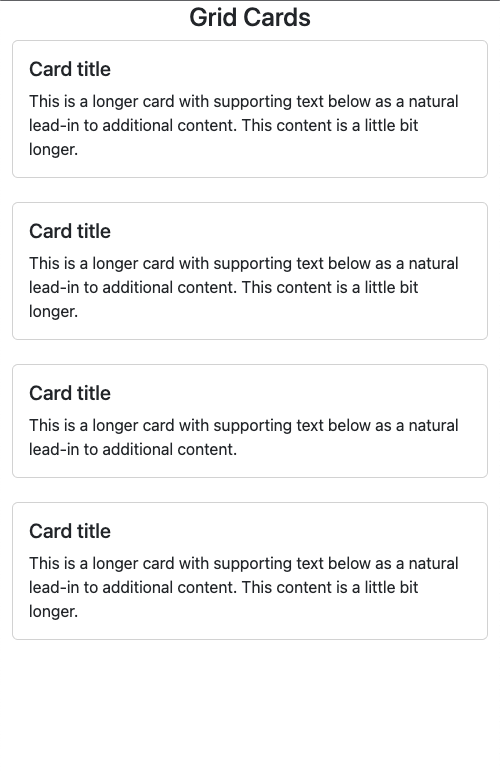 Grid Cards
Card title
This is a longer card with supporting text below as a natural
lead-in to additional content. This content is a little bit
longer.
Card title
This is a longer card with supporting text below as a natural
lead-in to additional content. This content is a little bit
longer.
Card title
This is a longer card with supporting text below as a natural
lead-in to additional content.
Card title
This is a longer card with supporting text below as a natural
lead-in to additional content. This content is a little bit
longer.